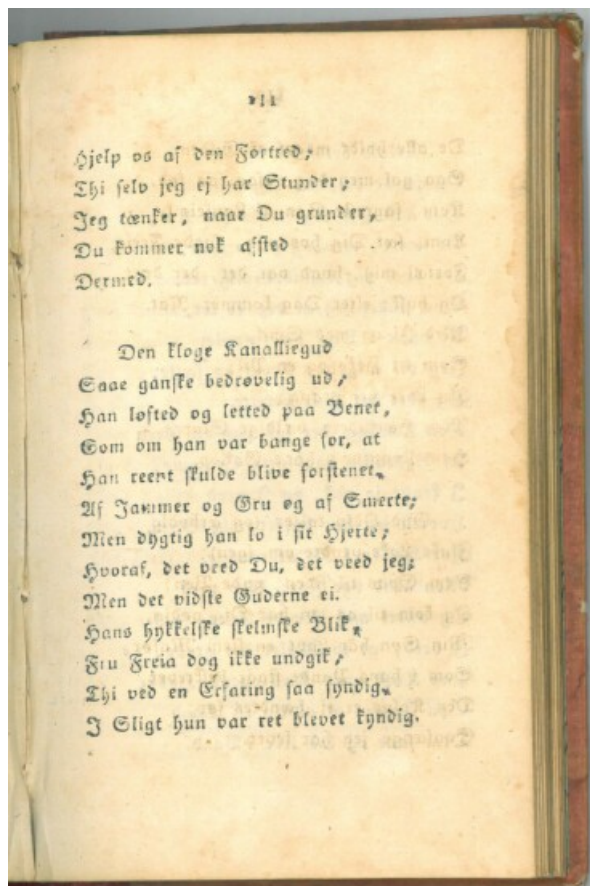 111
Hjelp os af den Fortred,
Thi selv jeg ej har Stunder,
Jeg tænker, naar Du grunder,
Du kommer nok afsted
Dermed.
Den kloge Kanalliegud
Saae ganske bedrøvelig ud,
Han løfted og letted paa Benet,
Som om han var bange for, at
Han reent skulde blive forstenet,
Af Jammer og Gru og af Smerte;
Men dygtig han lo i sit Hjerte;
Hvoraf, det veed Du, det veed jeg;
Men det vidste Guderne ei.
Hans hykkelske skelmske Blik,
Fru Freia dog ikke undgik,
Thi ved en Erfaring saa syndig,
I Sligt hun var ret blevet kyndig.